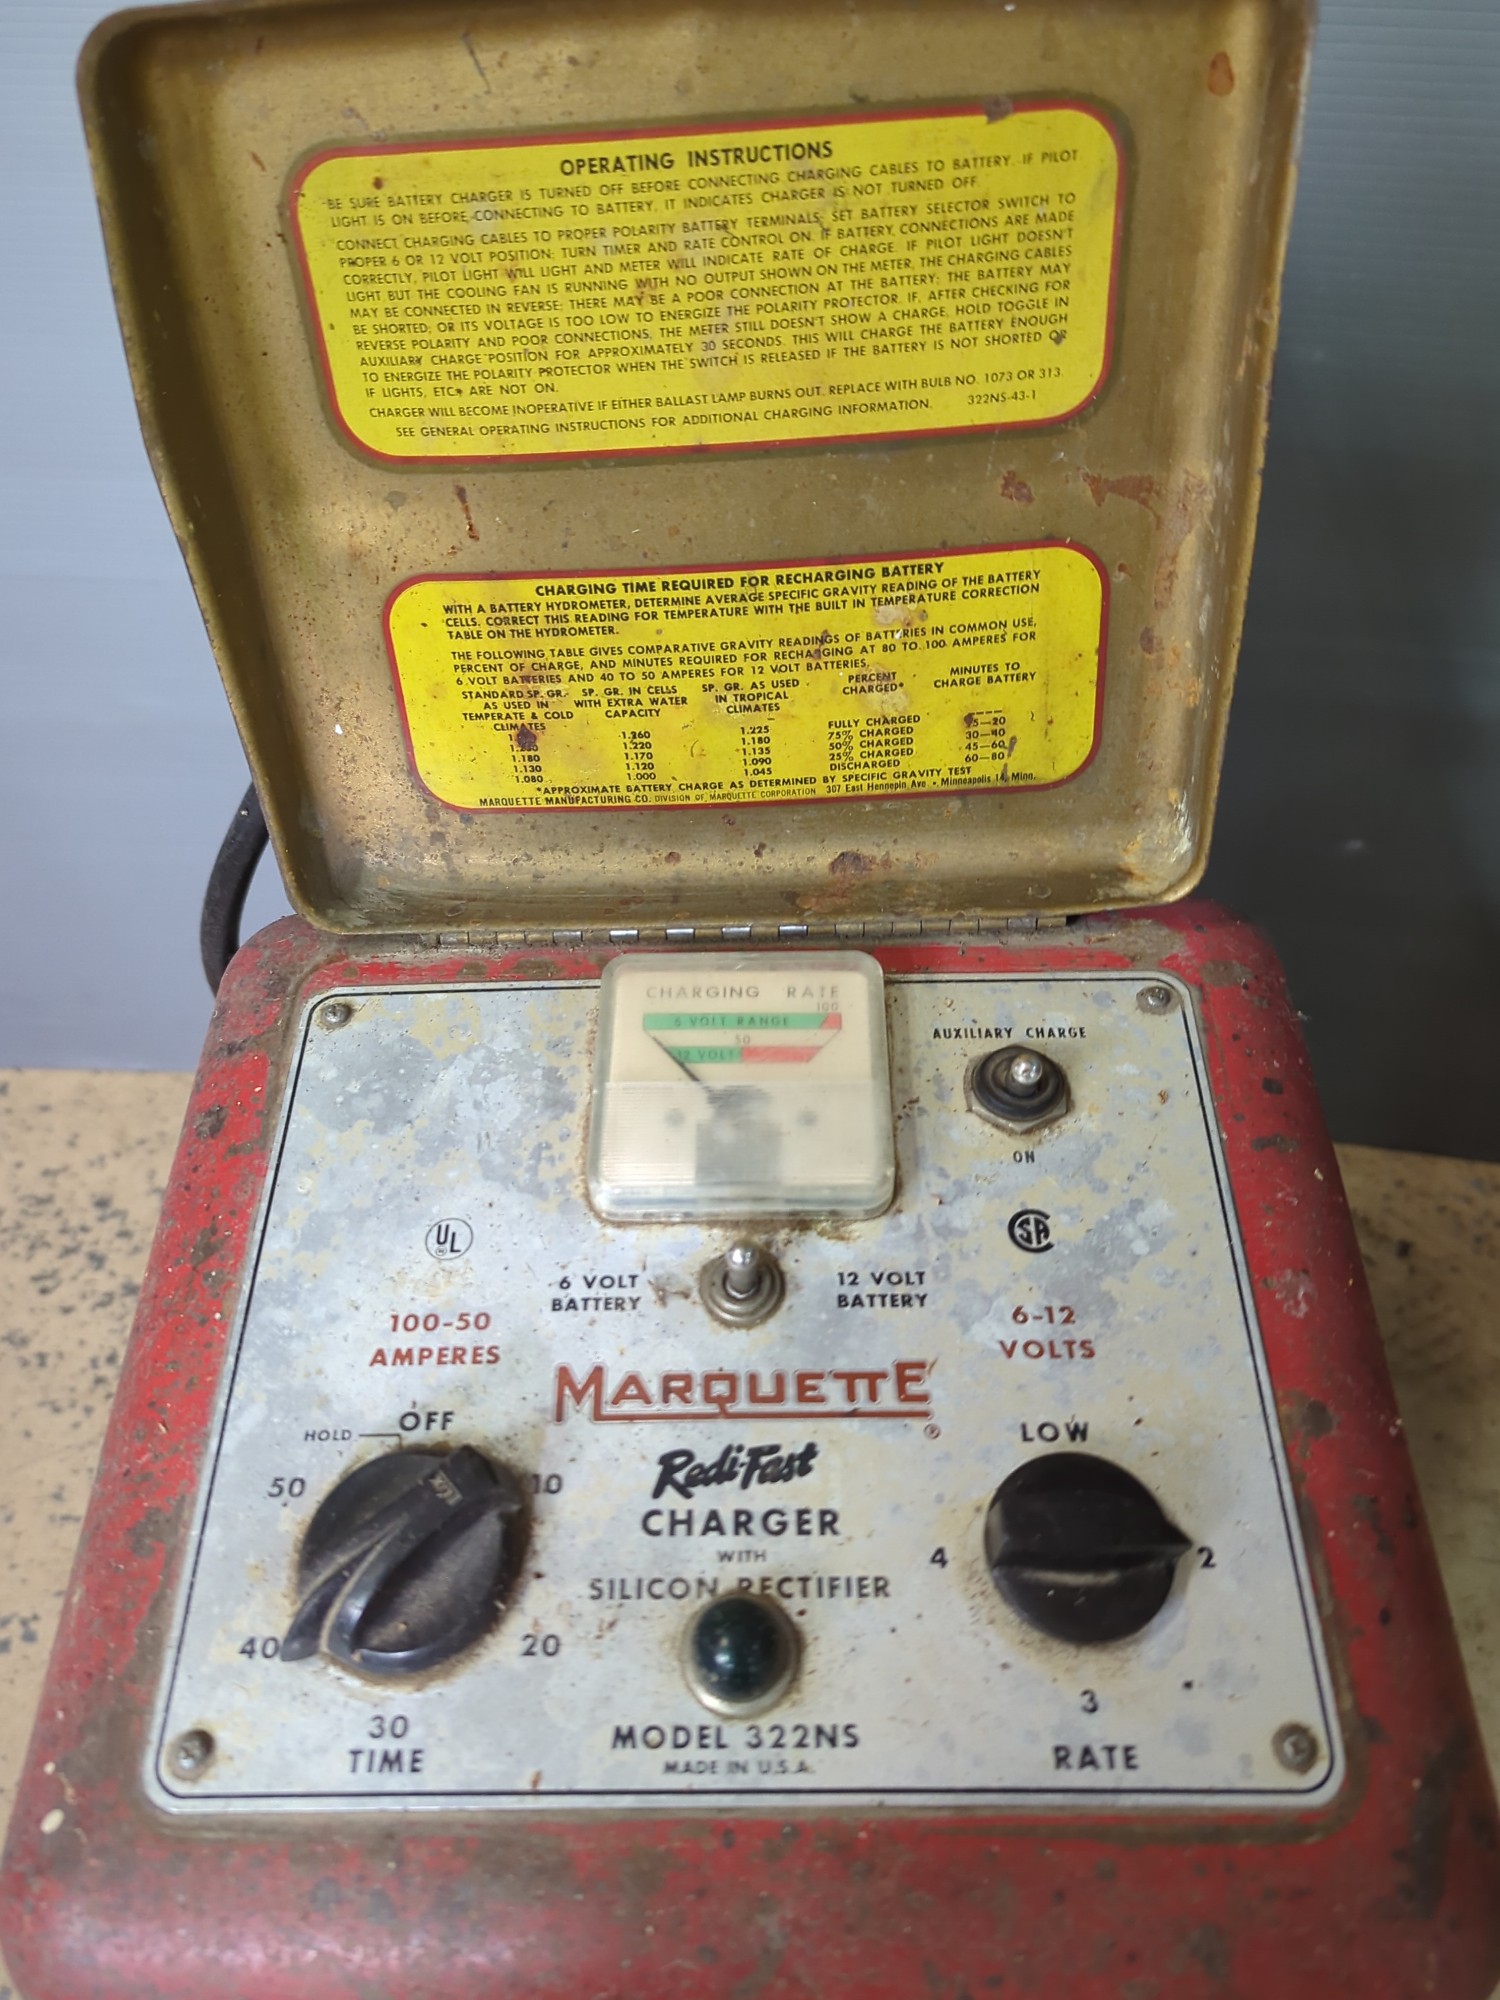 OPERATING INSTRUCTIONS
BE SURE BATTERY CHARGER IS TURNED OFF BEFORE CONNECTING CHARGING CABLES TO BATTERY. IF PILOT
LIGHT IS ON BEFORE CONNECTING TO BATTERY, IT INDICATES CHARGER IS NOT TURNED OFF.
CONNECT CHARGING CABLES TO PROPER POLARITY BATTERY TERMINALS; SET BATTERY SELECTOR SWITCH TO
PROPER 6 OR 12 VOLT POSITION; TURN TIMER AND RATE CONTROL ON. IF BATTERY CONNECTIONS ARE MADE
CORRECTLY, PILOT LIGHT WILL LIGHT AND METER WILL INDICATE RATE OF CHARGE. IF PILOT LIGHT DOESN'T
LIGHT BUT THE COOLING FAN IS RUNNING WITH NO OUTPUT SHOWN ON THE METER, THE CHARGING CABLES
MAY BE CONNECTED IN REVERSE; THERE MAY BE A POOR CONNECTION AT THE BATTERY; THE BATTERY MAY
BE SHORTED; OR ITS VOLTAGE IS TOO LOW TO ENERGIZE THE POLARITY PROTECTOR. IF, AFTER CHECKING FOR
REVERSE POLARITY AND POOR CONNECTIONS, THE METER STILL DOESN'T SHOW A CHARGE, HOLD TOGGLE IN
AUXILIARY CHARGE POSITION FOR APPROXIMATELY 30 SECONDS. THIS WILL CHARGE THE BATTERY ENOUGH
TO ENERGIZE THE POLARITY PROTECTOR WHEN THE SWITCH IS RELEASED IF THE BATTERY IS NOT SHORTED OR
IF LIGHTS, ETC. ARE NOT ON.
CHARGER WILL BECOME INOPERATIVE IF EITHER BALLAST LAMP BURNS OUT. REPLACE WITH BULB NO. 1073 OR 313.
SEE GENERAL OPERATING INSTRUCTIONS FOR ADDITIONAL CHARGING INFORMATION. 322NS-43-1
CHARGING TIME REQUIRED FOR RECHARGING BATTERY
WITH A BATTERY HYDROMETER, DETERMINE AVERAGE SPECIFIC GRAVITY READING OF THE BATTERY
CELLS. CORRECT THIS READING FOR TEMPERATURE WITH THE BUILT IN TEMPERATURE CORRECTION
TABLE ON THE HYDROMETER.
THE FOLLOWING TABLE GIVES COMPARATIVE GRAVITY READINGS OF BATTERIES IN COMMON USE,
PERCENT OF CHARGE, AND MINUTES REQUIRED FOR RECHARGING AT 80 TO 100 AMPERES FOR
6 VOLT BATTERIES AND 40 TO 50 AMPERES FOR 12 VOLT BATTERIES.
STANDARD SP. GR. SP. GR. IN CELLS SP. GR. AS USED PERCENT MINUTES TO
AS USED IN WITH EXTRA WATER IN TROPICAL CHARGED* CHARGE BATTERY
TEMPERATE & COLD CAPACITY CLIMATES
CLIMATES
1.260 1.225 FULLY CHARGED ----
1.220 1.180 75% CHARGED 15—20
1.180 1.170 1.135 50% CHARGED 30—40
1.130 1.120 1.090 25% CHARGED 45—60
1.080 1.000 1.045 DISCHARGED 60—80
*APPROXIMATE BATTERY CHARGE AS DETERMINED BY SPECIFIC GRAVITY TEST
MARQUETTE MANUFACTURING CO. DIVISION OF MARQUETTE CORPORATION 307 East Hennepin Ave • Minneapolis 14, Minn.
CHARGING RATE
100
6 VOLT RANGE
50
12 VOLT
AUXILIARY CHARGE
ON
UL
CSA
6 VOLT BATTERY
12 VOLT BATTERY
100-50
AMPERES
6-12
VOLTS
MARQUETTE
®
Redi-Fast
CHARGER
WITH
SILICON RECTIFIER
HOLD
OFF
10
20
30
40
50
TIME
LOW
2
3
4
RATE
MODEL 322NS
MADE IN U.S.A.